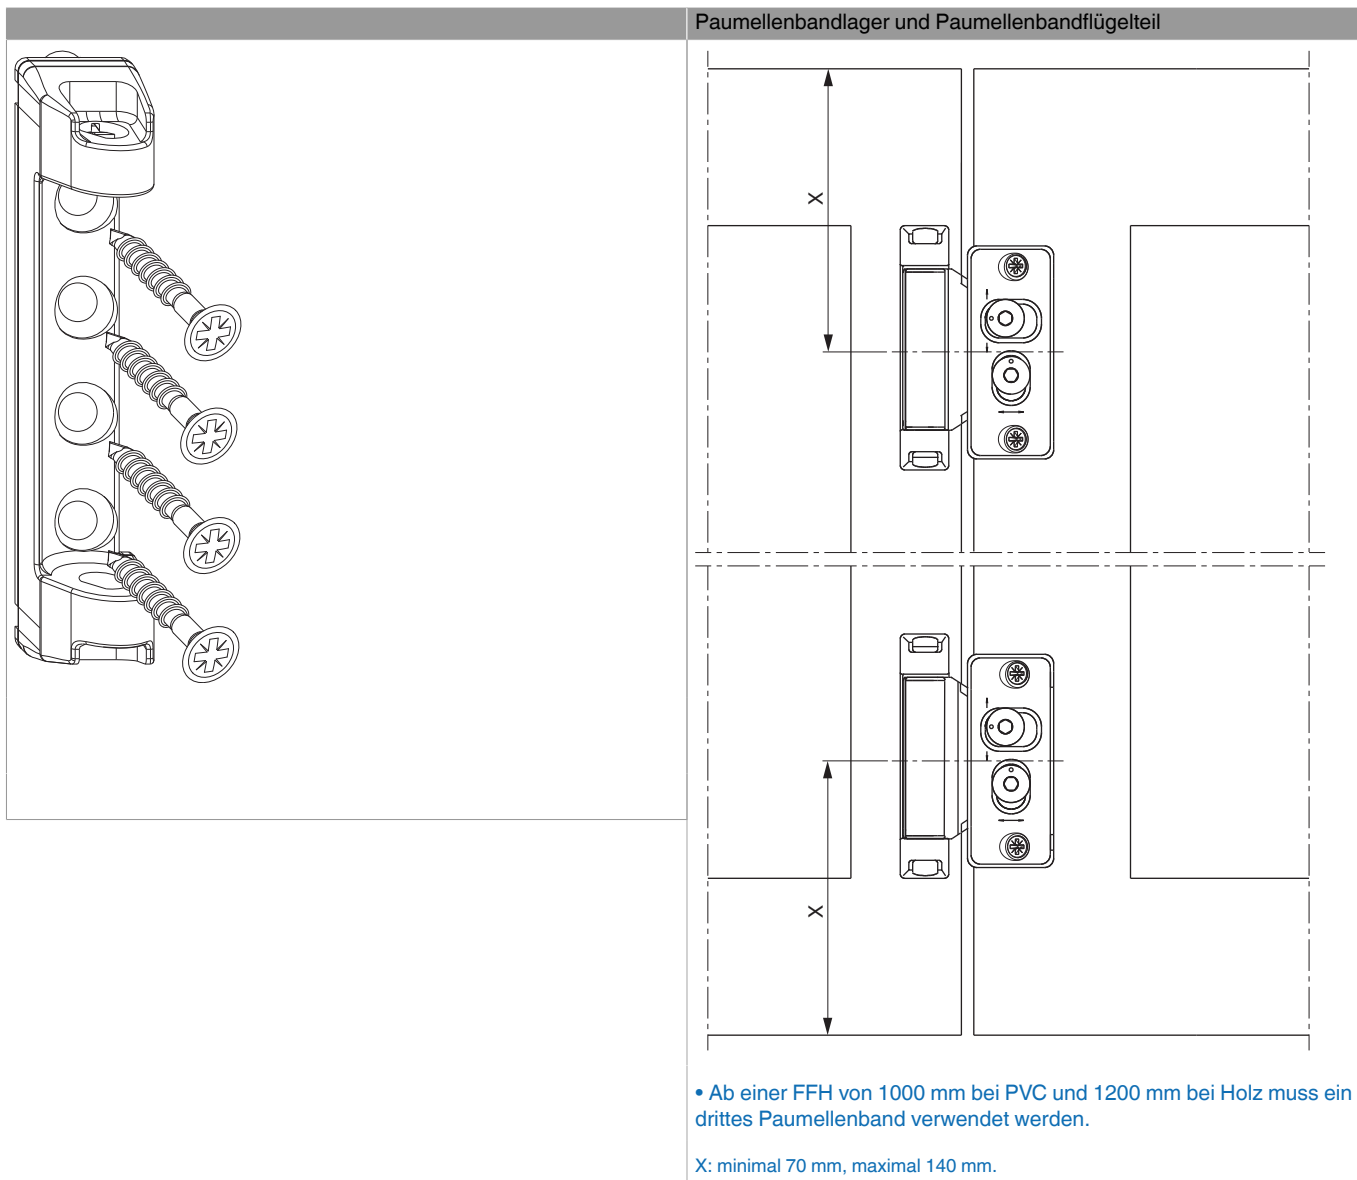 Paumellenbandlager und Paumellenbandflügelteil
X
X
• Ab einer FFH von 1000 mm bei PVC und 1200 mm bei Holz muss ein
drittes Paumellenband verwendet werden.
X: minimal 70 mm, maximal 140 mm.